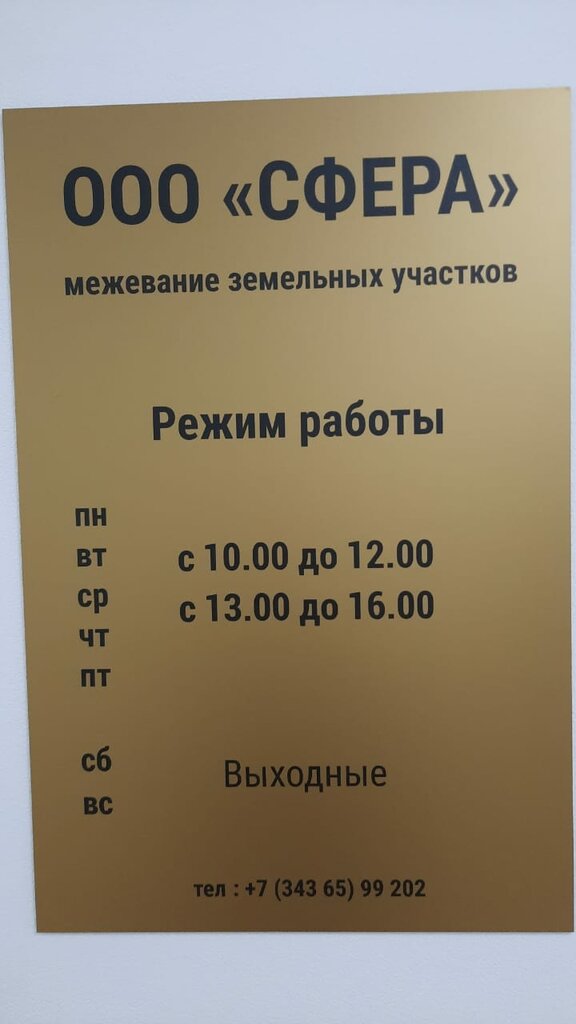 ООО «СФЕРА»
межевание земельных участков
Режим работы
пн
вт
ср
чт
пт
с 10.00 до 12.00
с 13.00 до 16.00
сб
вс
Выходные
тел : +7 (343 65) 99 202